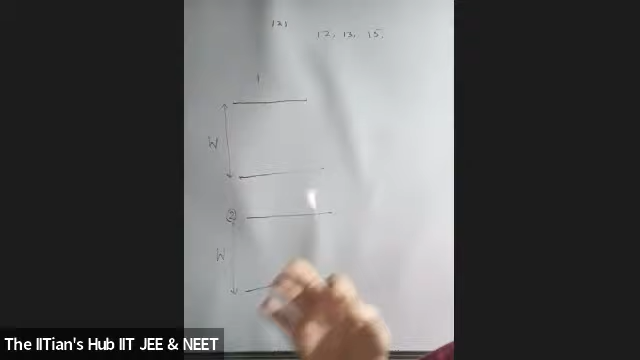 12, 13, 15.
1
W
②
W
The IITian's Hub IIT JEE & NEET